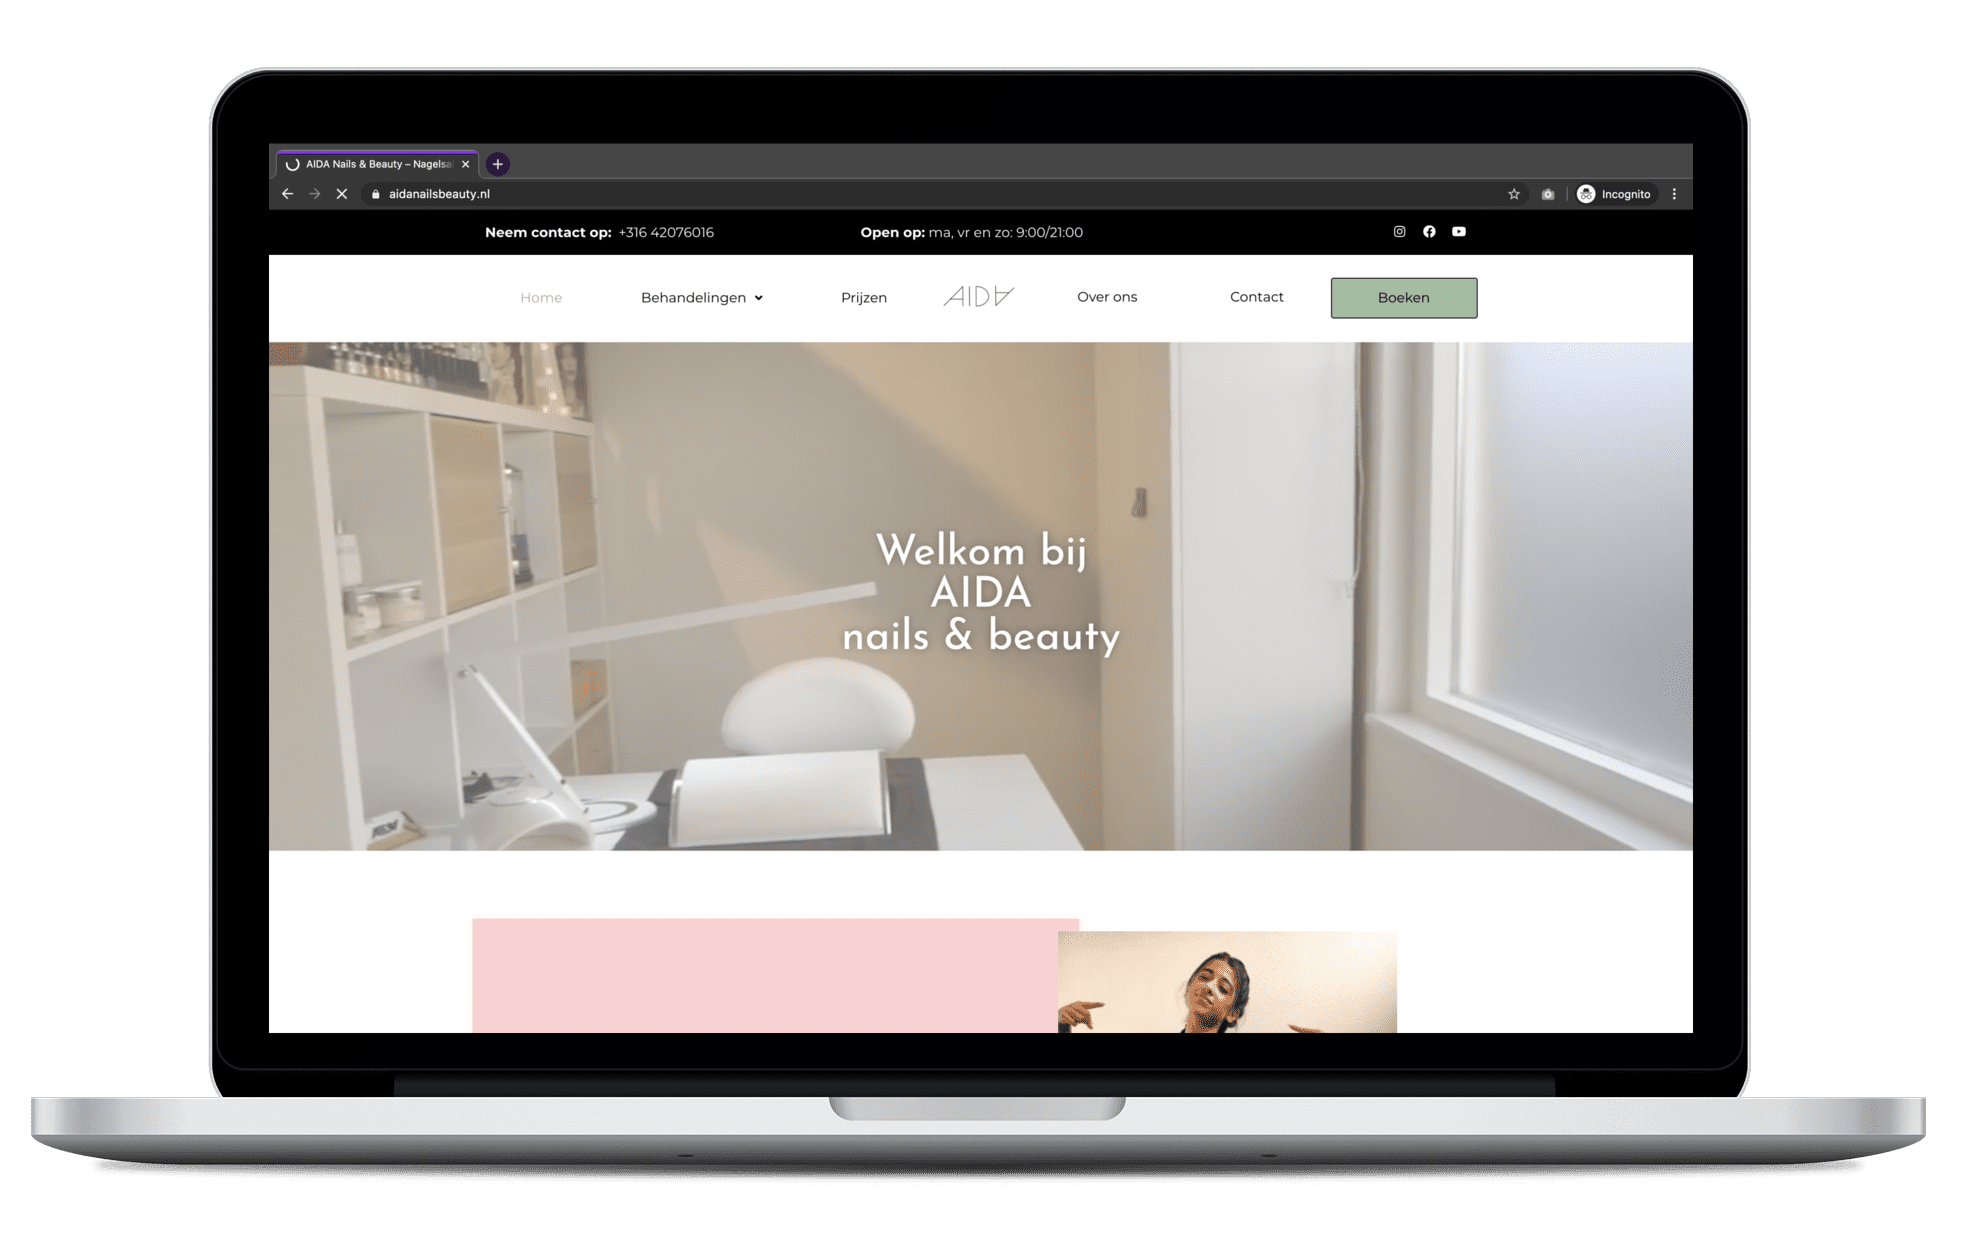 AIDA Nails & Beauty – Nagelsa
aidanailsbeauty.nl
Incognito
Neem contact op: +316 42076016
Open op: ma, vr en zo: 9:00/21:00
Home
Behandelingen
Prijzen
AIDA
Over ons
Contact
Boeken
Welkom bij
AIDA
nails & beauty